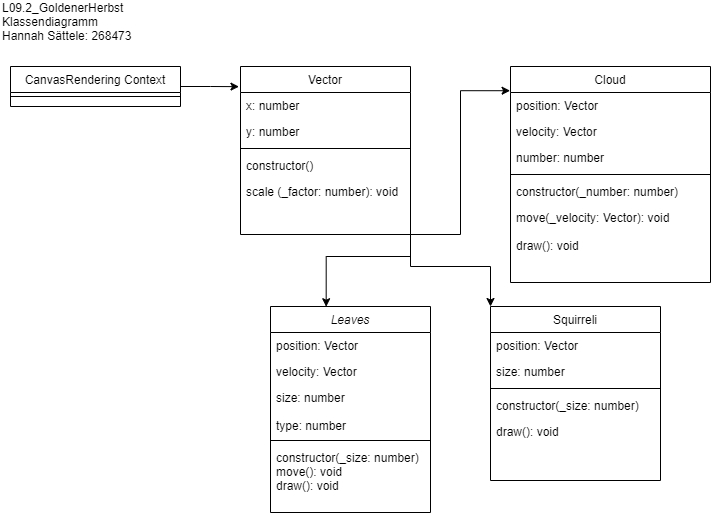 L09.2_GoldenerHerbst
Klassendiagramm
Hannah Sättele: 268473
CanvasRendering Context
Vector
x: number
y: number
constructor()
scale (_factor: number): void
Cloud
position: Vector
velocity: Vector
number: number
constructor(_number: number)
move(_velocity: Vector): void
draw(): void
Leaves
position: Vector
velocity: Vector
size: number
type: number
constructor(_size: number)
move(): void
draw(): void
Squirreli
position: Vector
size: number
constructor(_size: number)
draw(): void